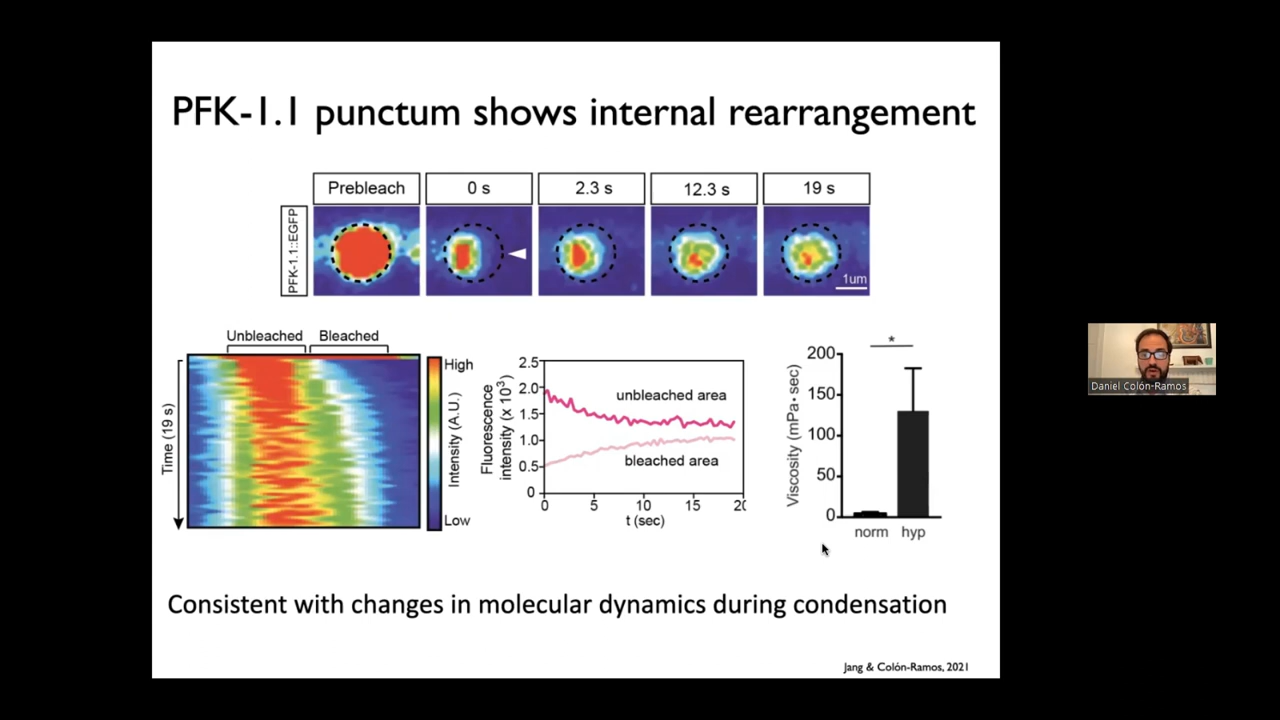 PFK-1.1 punctum shows internal rearrangement
Prebleach
0 s
2.3 s
12.3 s
19 s
PFK-1.1::EGFP
1um
Unbleached
Bleached
Time (19 s)
High
Low
Intensity (A.U.)
Fluorescence
intensity (x 10³)
2.5
2.0
1.5
1.0
0.5
0
unbleached area
bleached area
0
5
10
15
20
t (sec)
Viscosity (mPa• sec)
200
150
100
50
0
*
norm
hyp
Daniel Colón-Ramos
Consistent with changes in molecular dynamics during condensation
Jang & Colón-Ramos, 2021